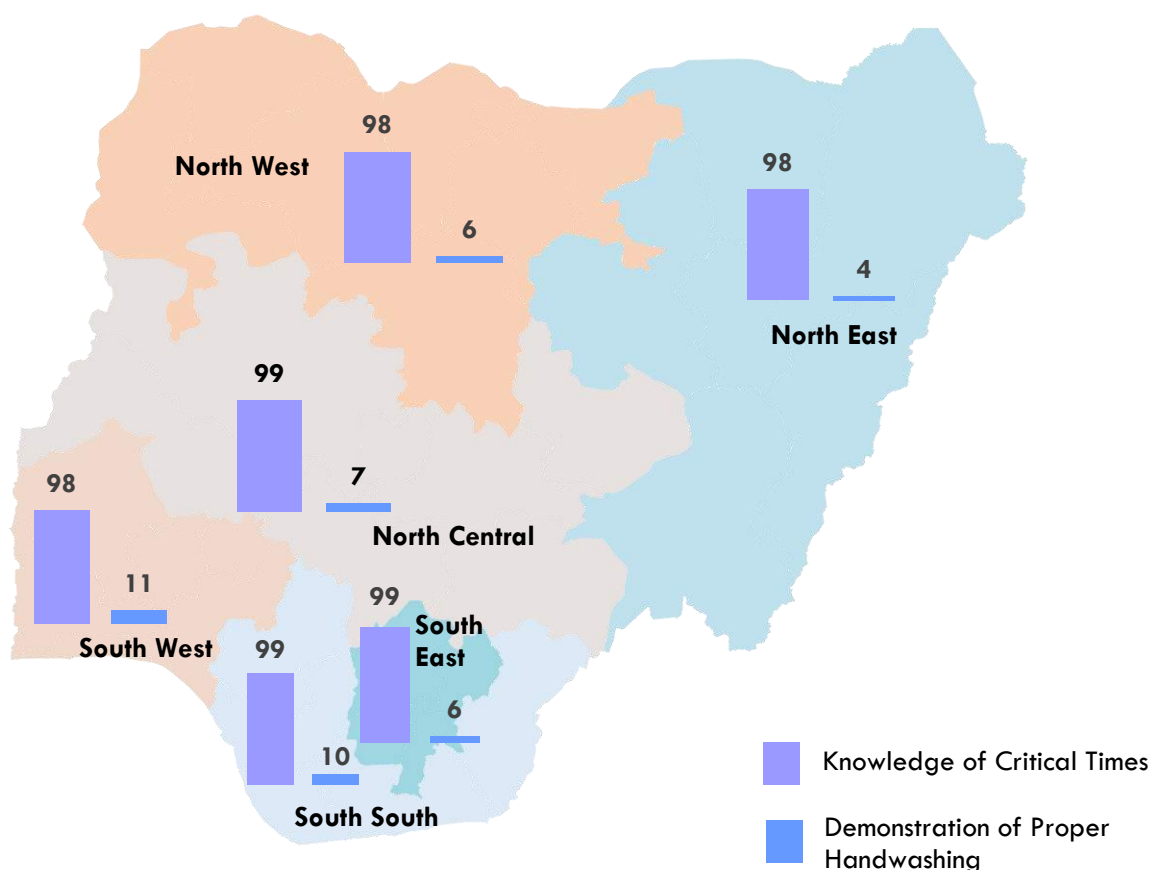 98
North West
6
98
4
North East
99
7
North Central
98
11
South West
99
South
East
6
99
10
South South
Knowledge of Critical Times
Demonstration of Proper
Handwashing